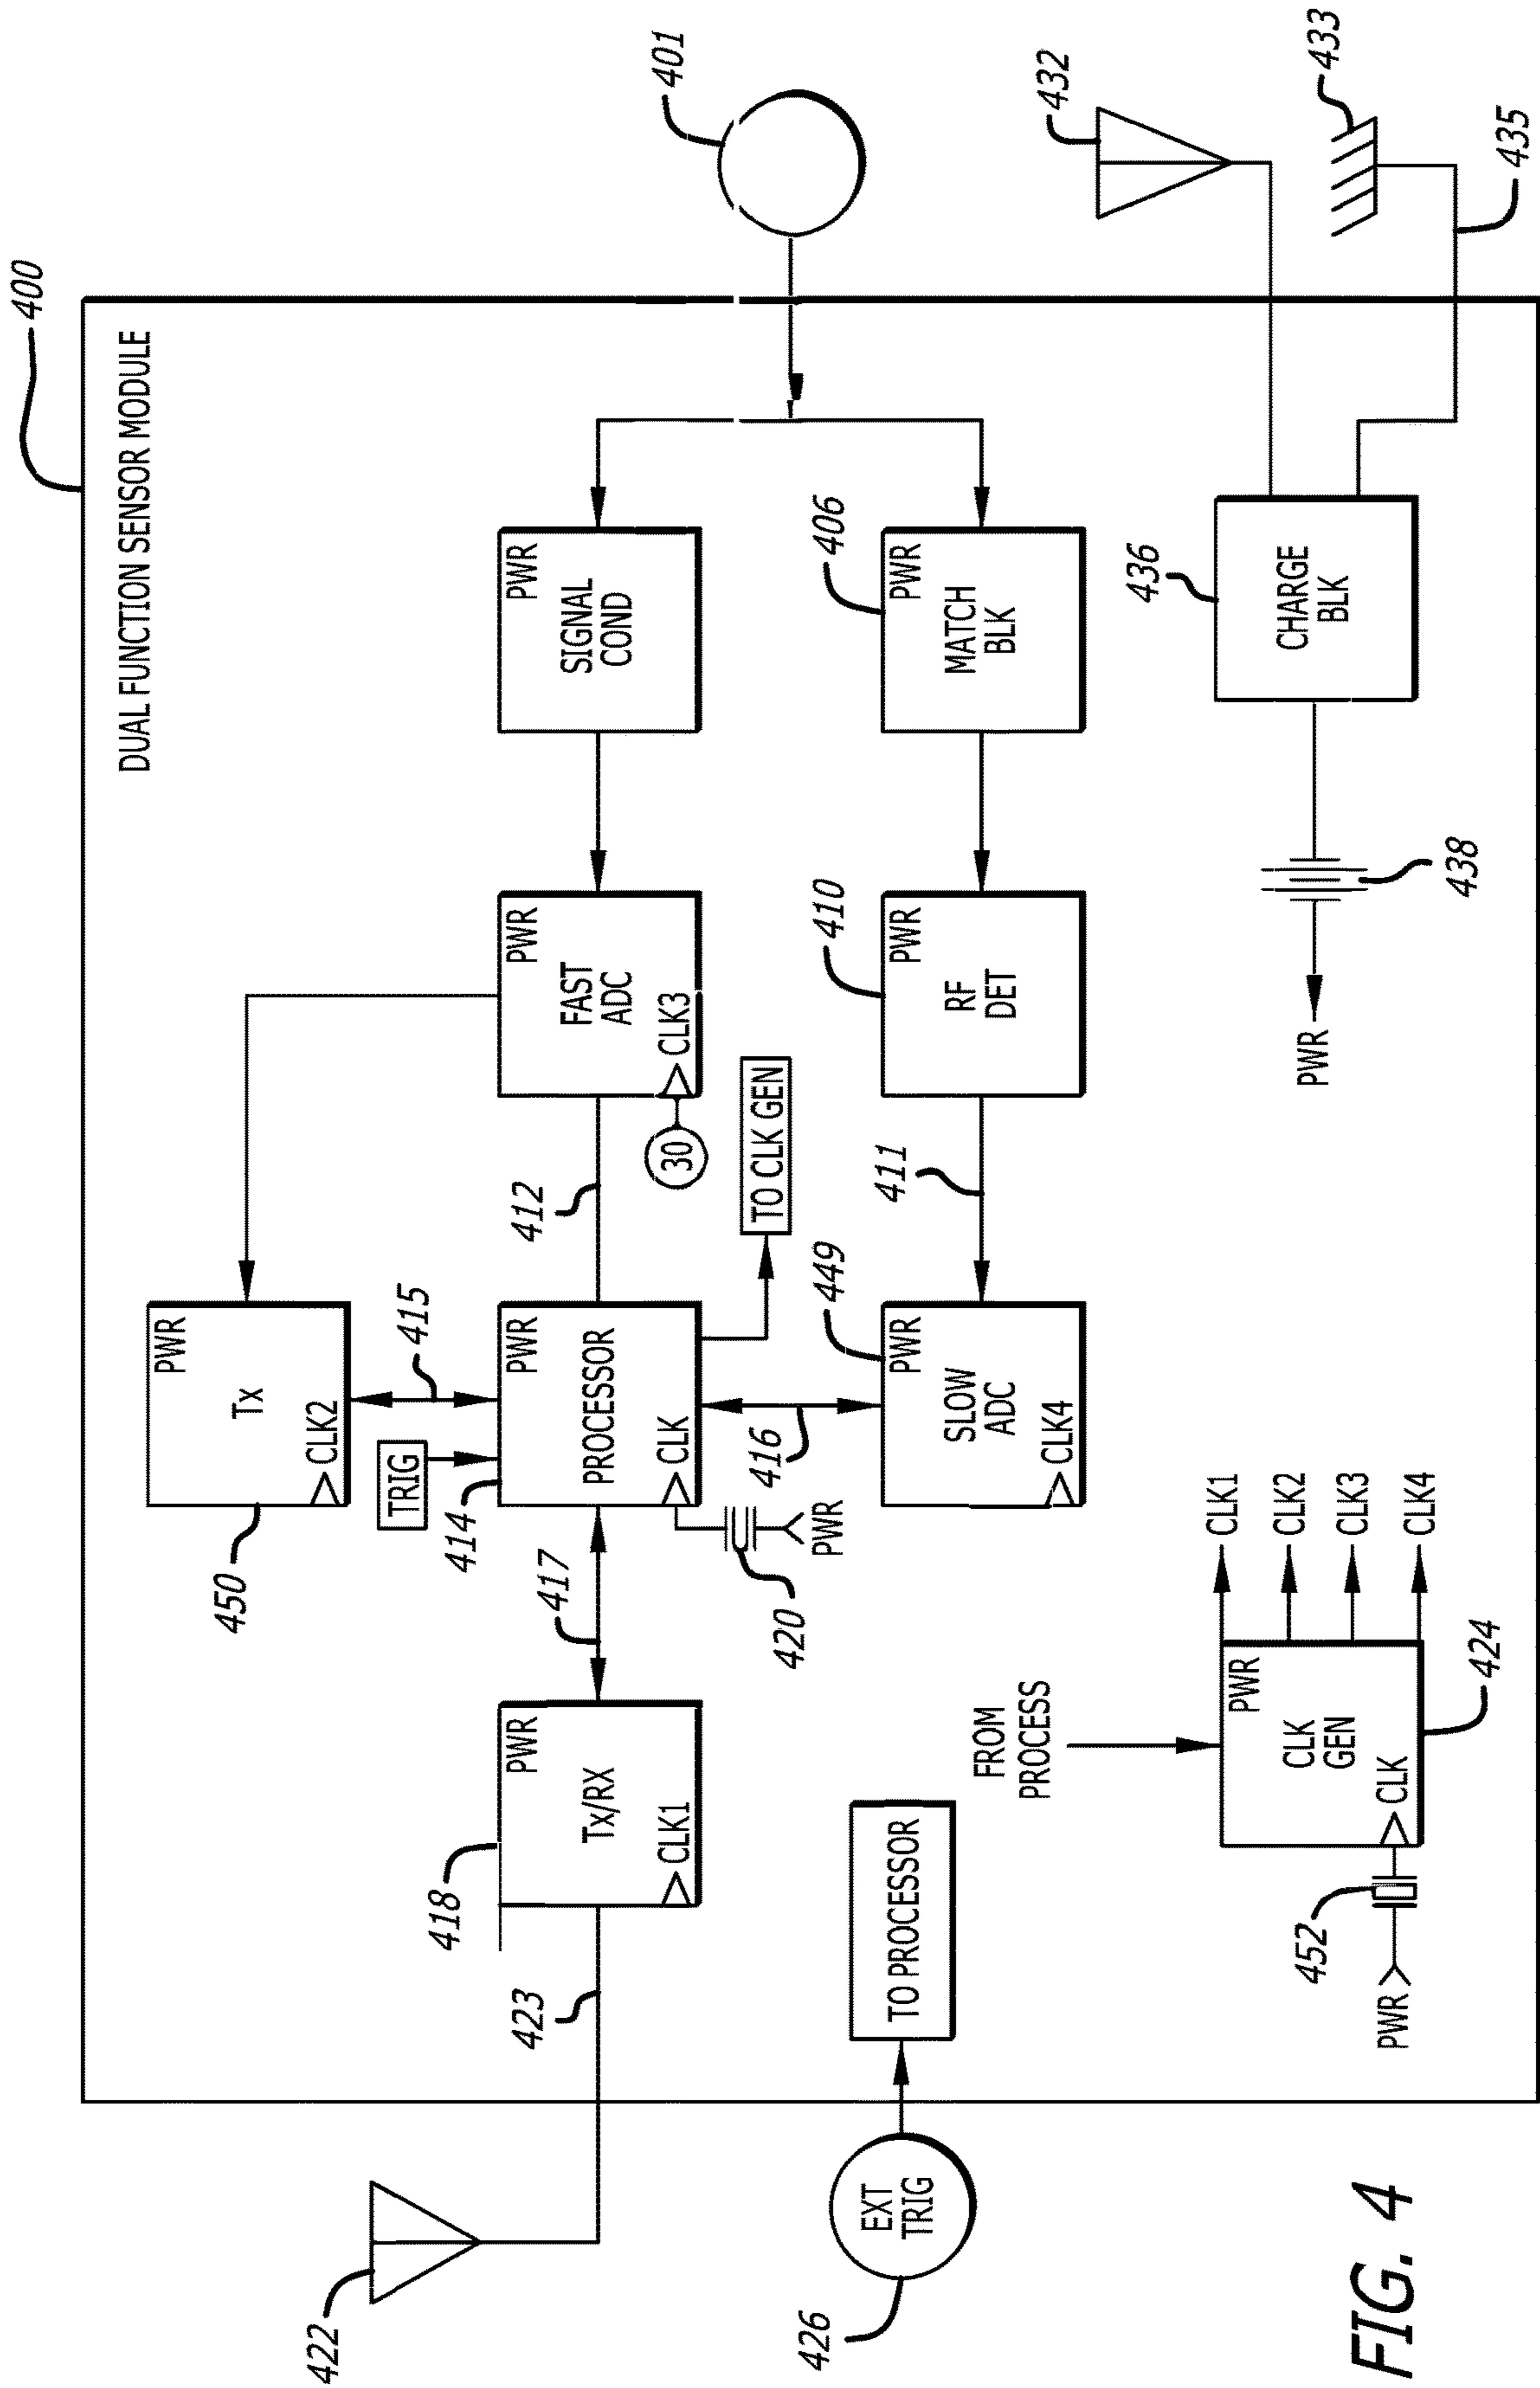 400
DUAL FUNCTION SENSOR MODULE
450
PWR
Tx
CLK2
415
TRIG
422
423
418
PWR
Tx/RX
CLK1
417
414
PWR
PROCESSOR
CLK
412
PWR
FAST
ADC
CLK3
30
PWR
SIGNAL
COND
401
420
PWR
416
TO CLK GEN
426
EXT
TRIG
TO PROCESSOR
449
PWR
SLOW
ADC
CLK4
411
410
PWR
RF
DET
406
PWR
MATCH
BLK
432
FROM
PROCESS
452
PWR
PWR
CLK
GEN
CLK
424
CLK1
CLK2
CLK3
CLK4
PWR
438
436
CHARGE
BLK
433
435
FIG. 4